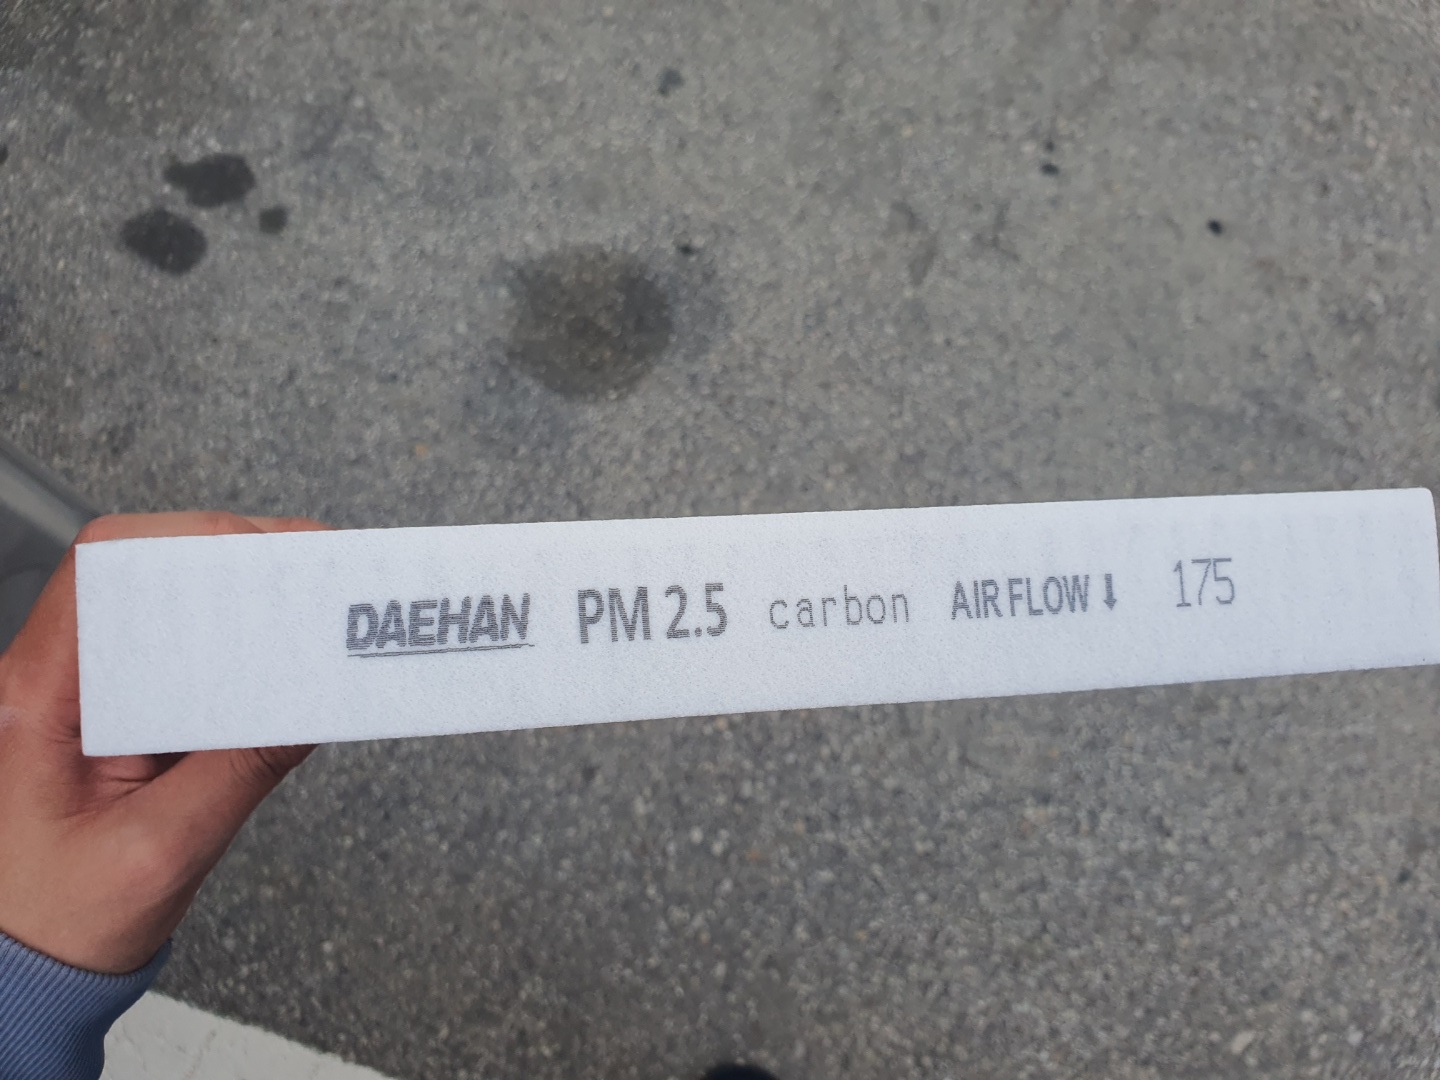 DAEHAN PM 2.5 carbon AIR FLOW ↓ 175